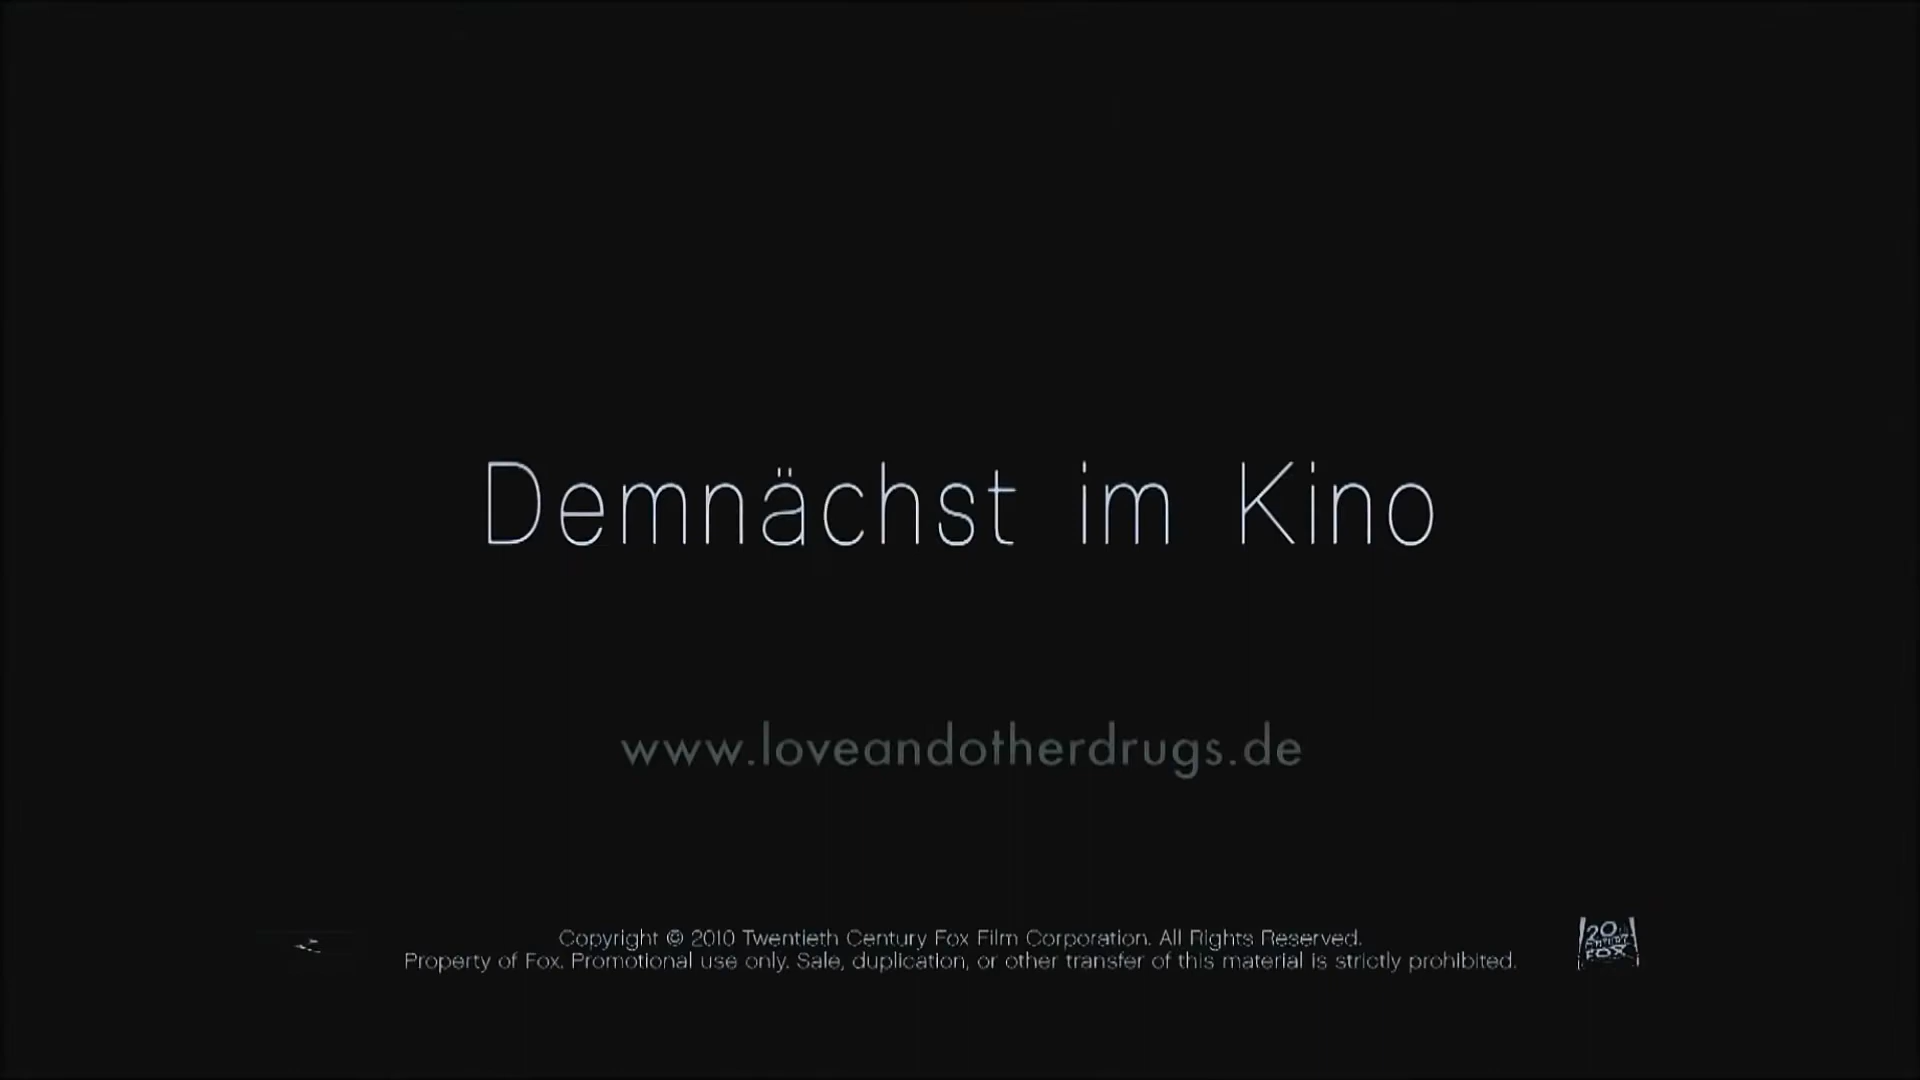 Demnächst im Kino
www.loveandotherdrugs.de
Copyright © 2010 Twentieth Century Fox Film Corporation. All Rights Reserved.
Property of Fox. Promotional use only. Sale, duplication, or other transfer of this material is strictly prohibited.
20
FOX